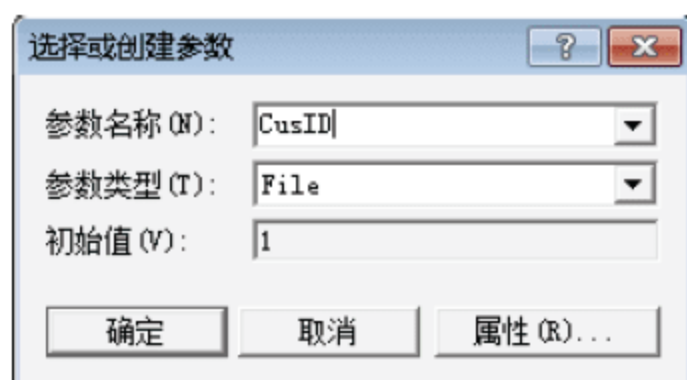 选择或创建参数
参数名称(N): CusID
参数类型(T): File
初始值(V): 1
确定 取消 属性(R)...